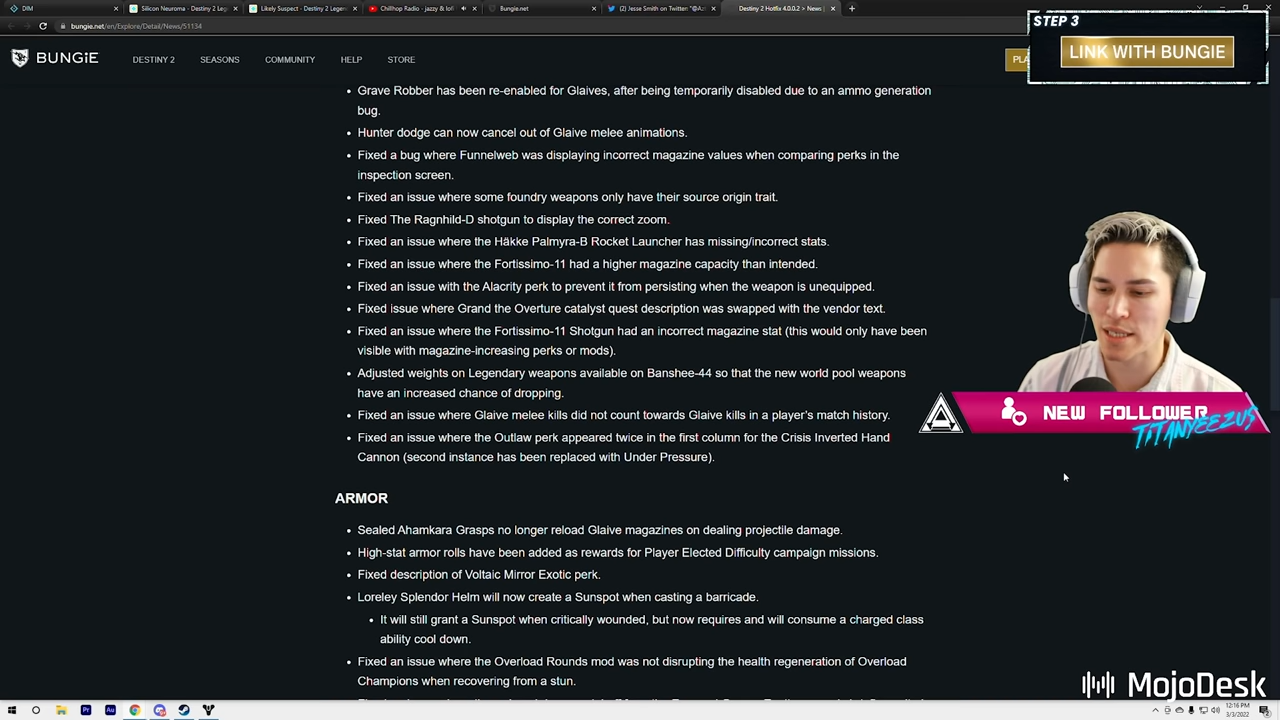 DIM
Silicon Neuroma - Destiny 2 Leg
Likely Suspect - Destiny 2 Legen
Chillhop Radio - jazzy & lofi
Bungie.net
(2) Jesse Smith on Twitter: "@A
Destiny 2 Hotfix 4.0.0.2 > News |
bungie.net/en/Explore/Detail/News/51134
STEP 3
LINK WITH BUNGIE
BUNGiE
DESTINY 2
SEASONS
COMMUNITY
HELP
STORE
PLA
Grave Robber has been re-enabled for Glaives, after being temporarily disabled due to an ammo generation
bug.
Hunter dodge can now cancel out of Glaive melee animations.
Fixed a bug where Funnelweb was displaying incorrect magazine values when comparing perks in the
inspection screen.
Fixed an issue where some foundry weapons only have their source origin trait.
Fixed The Ragnhild-D shotgun to display the correct zoom.
Fixed an issue where the Häkke Palmyra-B Rocket Launcher has missing/incorrect stats.
Fixed an issue where the Fortissimo-11 had a higher magazine capacity than intended.
Fixed an issue with the Alacrity perk to prevent it from persisting when the weapon is unequipped.
Fixed issue where Grand the Overture catalyst quest description was swapped with the vendor text.
Fixed an issue where the Fortissimo-11 Shotgun had an incorrect magazine stat (this would only have been
visible with magazine-increasing perks or mods).
Adjusted weights on Legendary weapons available on Banshee-44 so that the new world pool weapons
have an increased chance of dropping.
Fixed an issue where Glaive melee kills did not count towards Glaive kills in a player's match history.
Fixed an issue where the Outlaw perk appeared twice in the first column for the Crisis Inverted Hand
Cannon (second instance has been replaced with Under Pressure).
NEW FOLLOWER
TITANYEEZUS
ARMOR
Sealed Ahamkara Grasps no longer reload Glaive magazines on dealing projectile damage.
High-stat armor rolls have been added as rewards for Player Elected Difficulty campaign missions.
Fixed description of Voltaic Mirror Exotic perk.
Loreley Splendor Helm will now create a Sunspot when casting a barricade.
It will still grant a Sunspot when critically wounded, but now requires and will consume a charged class
ability cool down.
Fixed an issue where the Overload Rounds mod was not disrupting the health regeneration of Overload
Champions when recovering from a stun.
MojoDesk
12:16 PM
3/3/2022